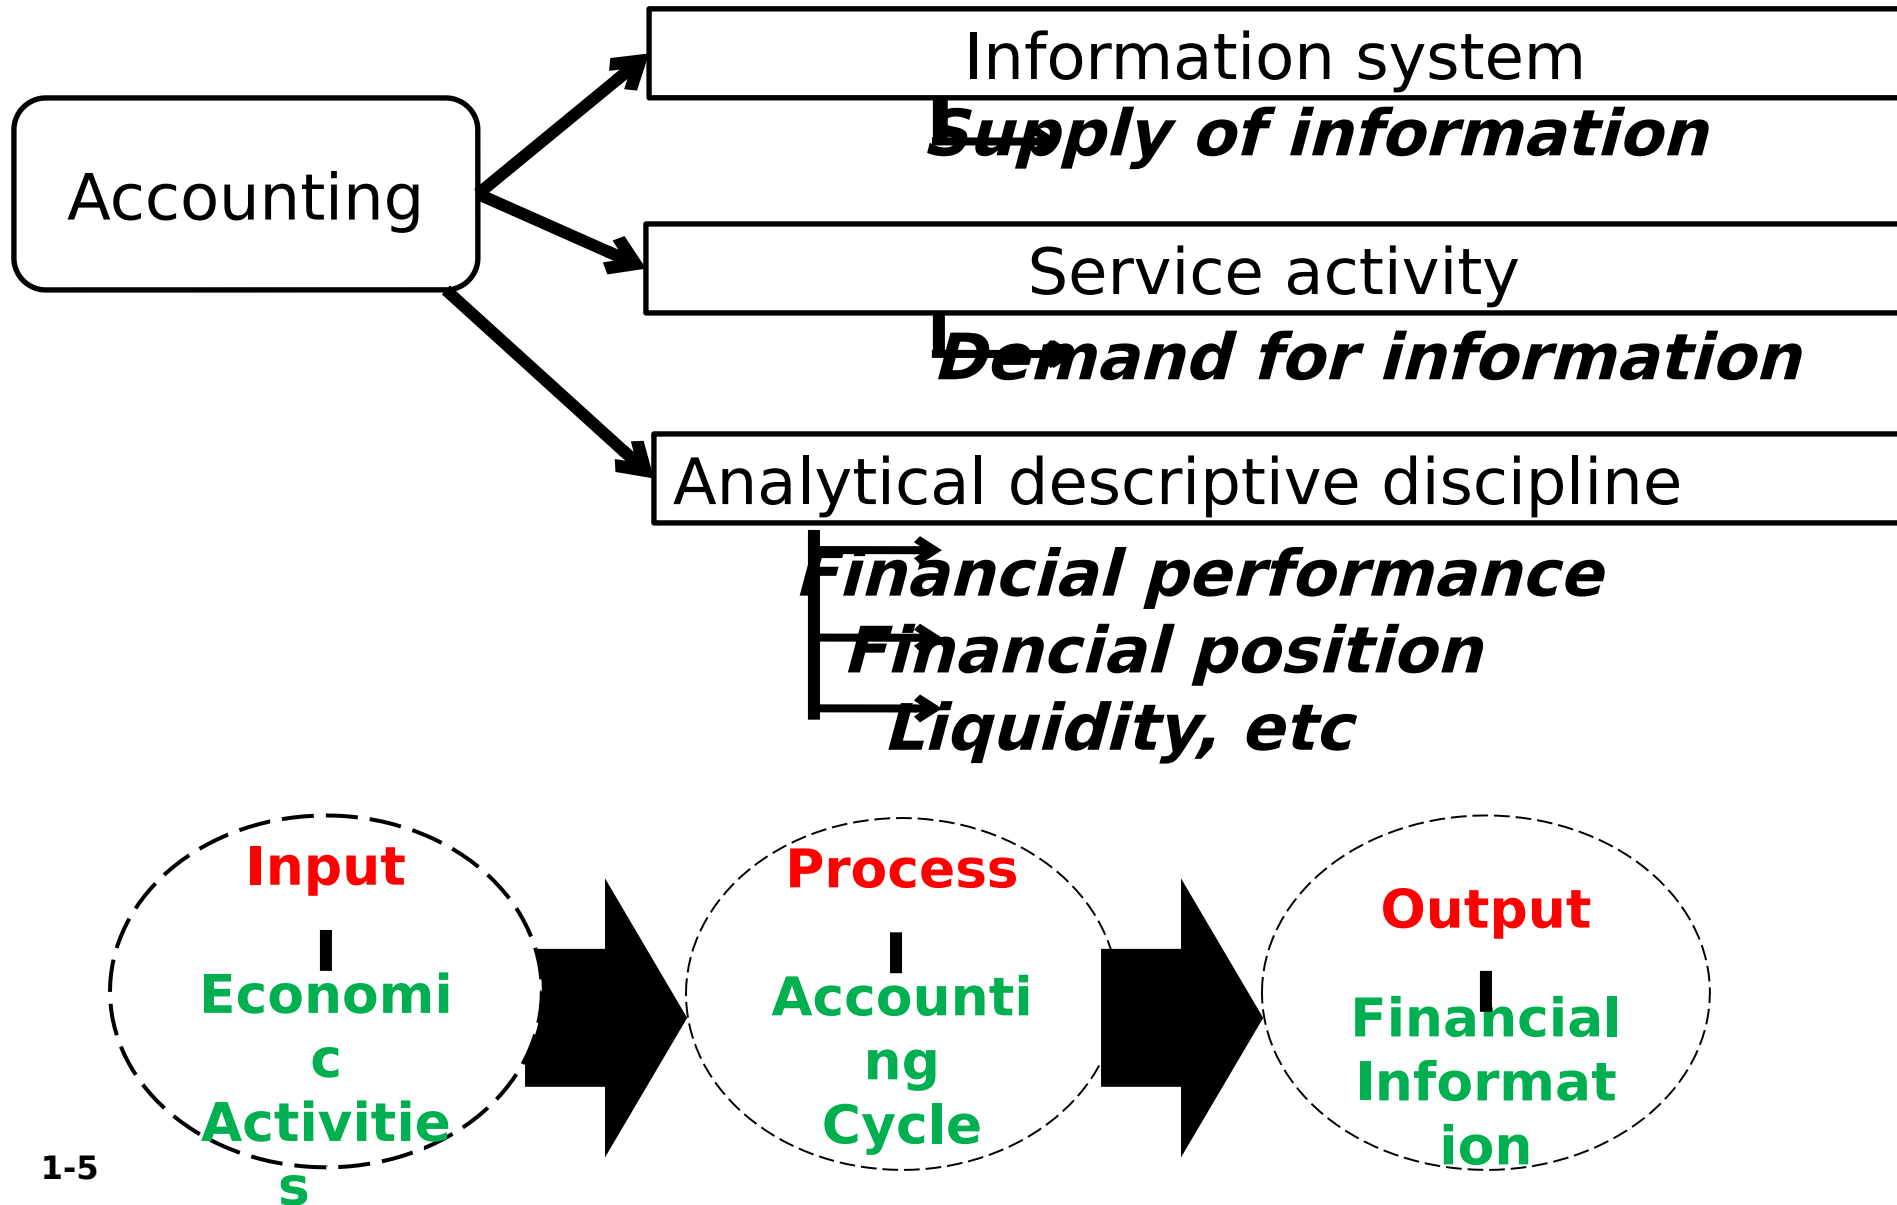 Information system
Supply of information
Accounting
Service activity
Demand for information
Analytical descriptive discipline
Financial performance
Financial position
Liquidity, etc
Input
Economi
c
Activitie
s
Process
Accounti
ng
Cycle
Output
Financial
Informat
ion
1-5